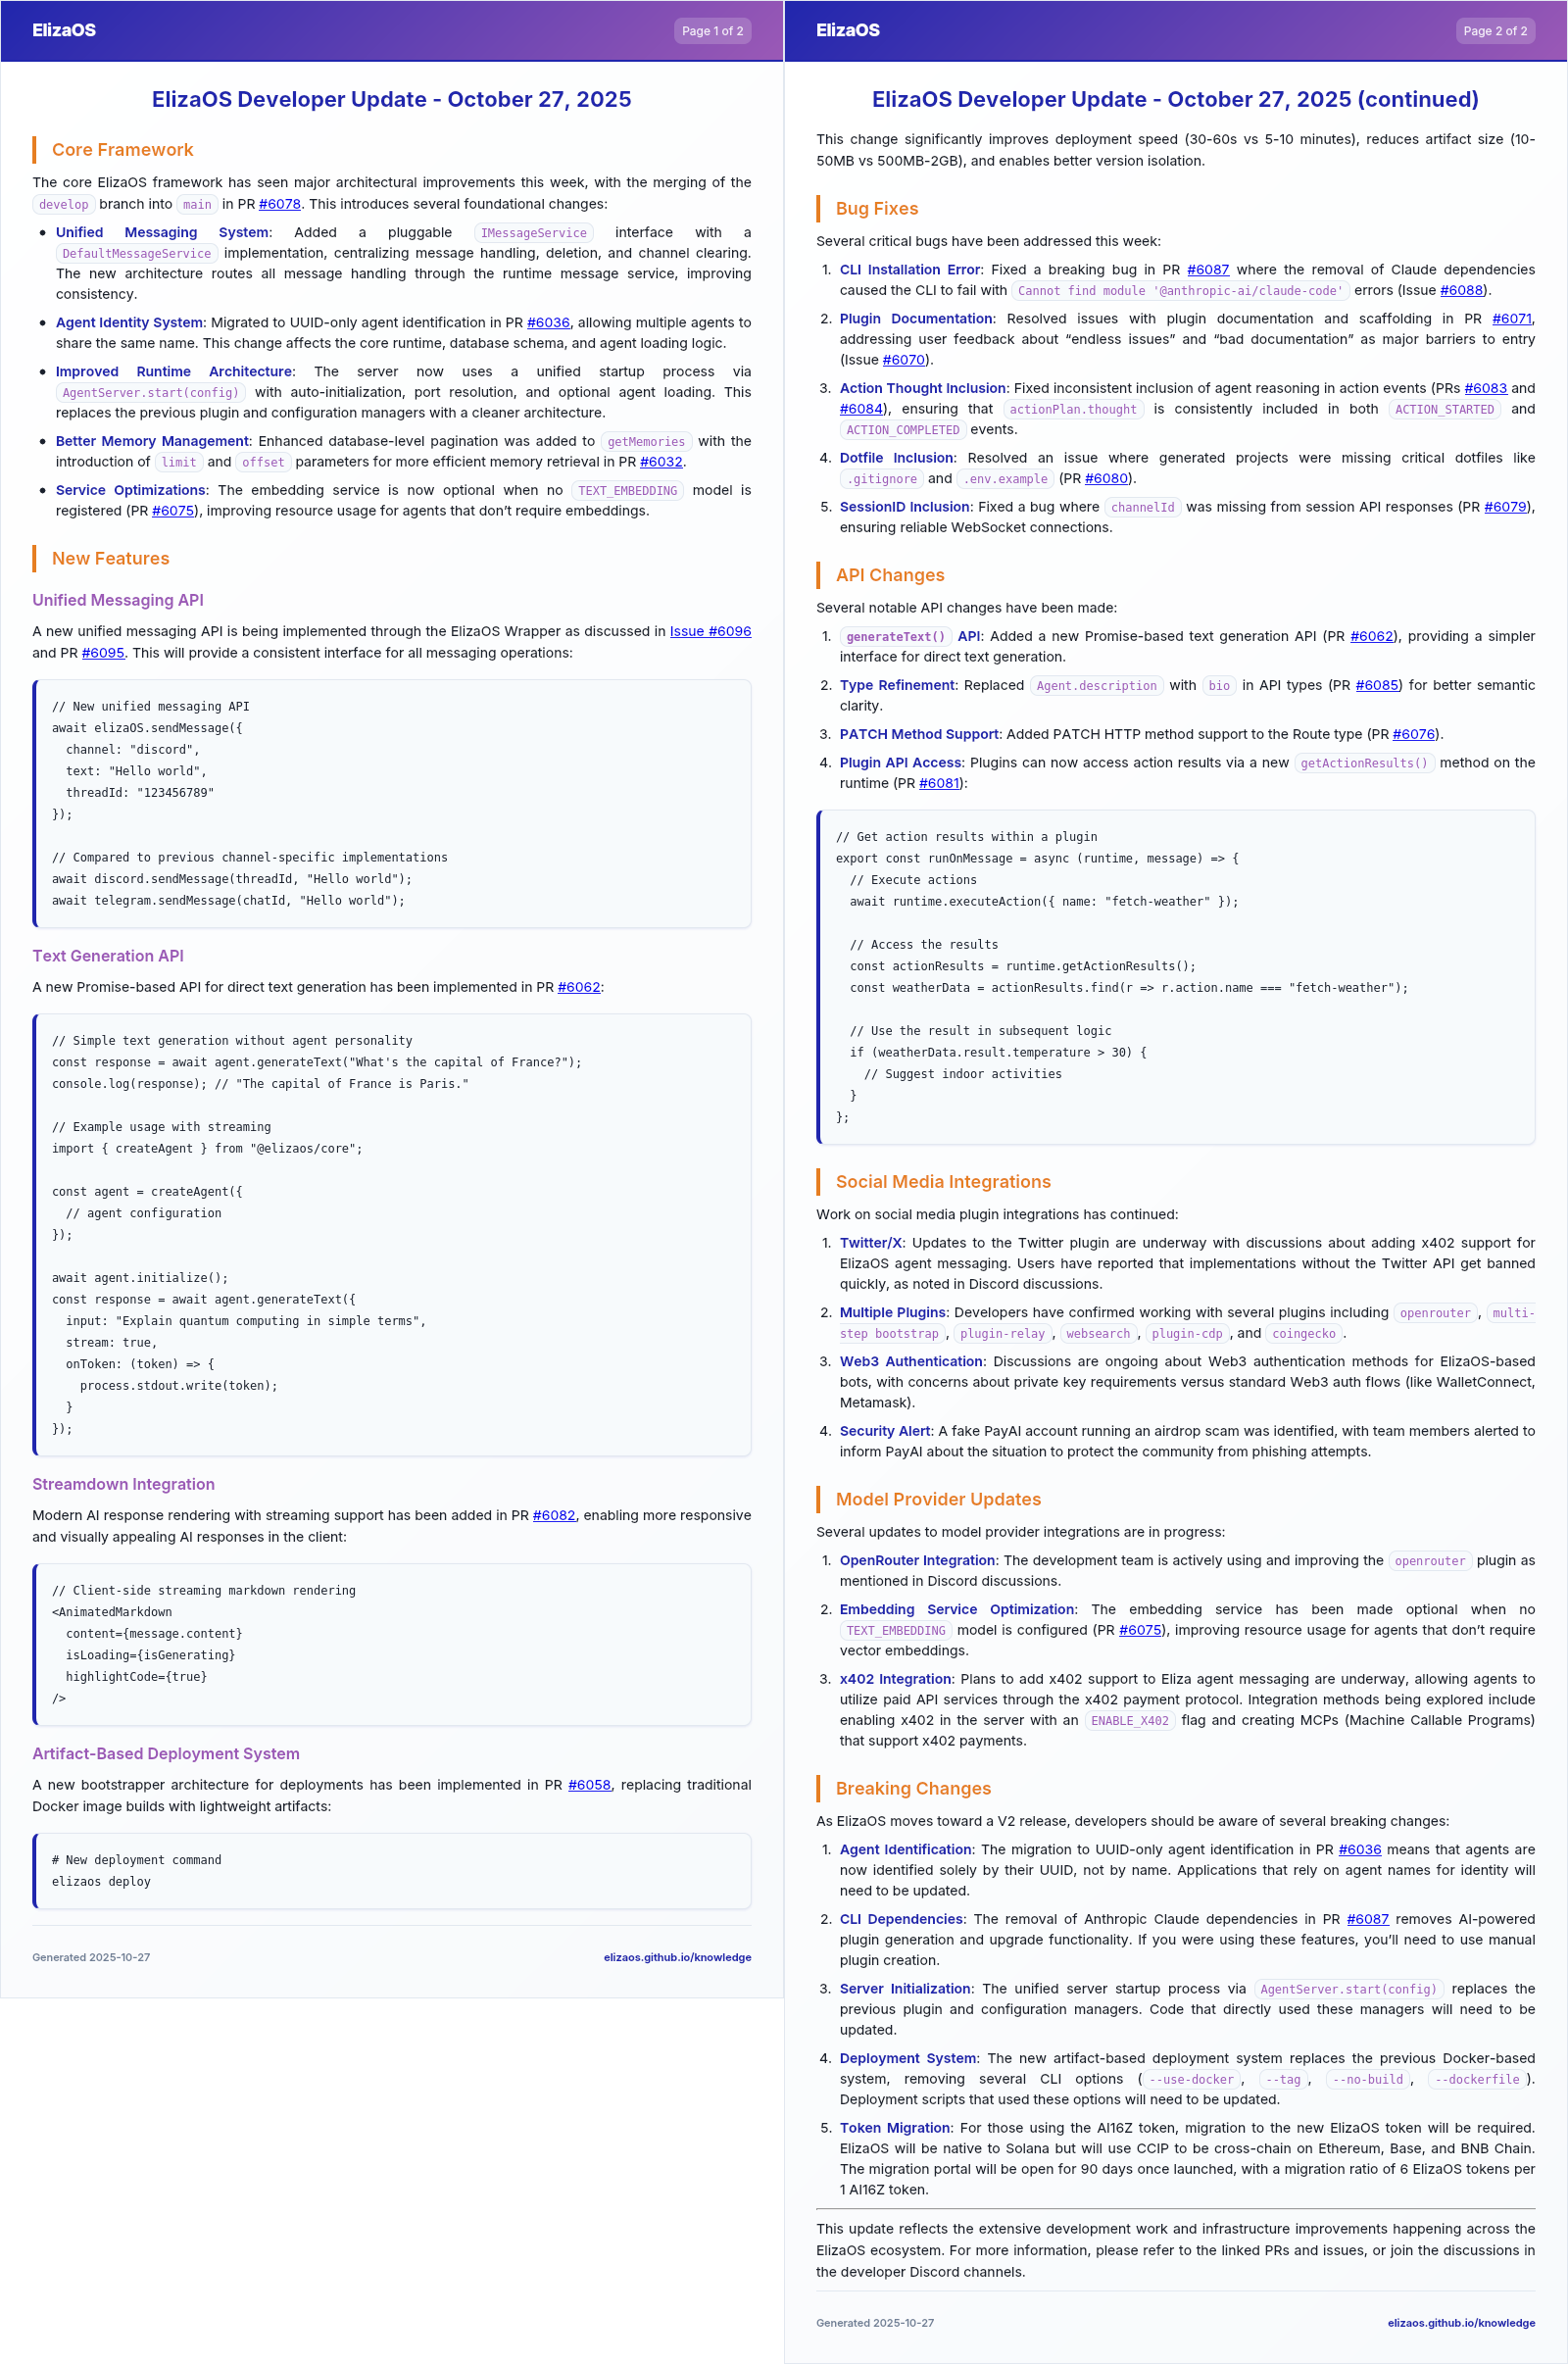 ElizaOS
Page 1 of 2
ElizaOS Developer Update - October 27, 2025
Core Framework
The core ElizaOS framework has seen major architectural improvements this week, with the merging of the
develop branch into main in PR #6078. This introduces several foundational changes:
• Unified Messaging System: Added a pluggable IMessageService interface with a
DefaultMessageService implementation, centralizing message handling, deletion, and channel clearing.
The new architecture routes all message handling through the runtime message service, improving
consistency.
• Agent Identity System: Migrated to UUID-only agent identification in PR #6036, allowing multiple agents to
share the same name. This change affects the core runtime, database schema, and agent loading logic.
• Improved Runtime Architecture: The server now uses a unified startup process via
AgentServer.start(config) with auto-initialization, port resolution, and optional agent loading. This
replaces the previous plugin and configuration managers with a cleaner architecture.
• Better Memory Management: Enhanced database-level pagination was added to getMemories with the
introduction of limit and offset parameters for more efficient memory retrieval in PR #6032.
• Service Optimizations: The embedding service is now optional when no TEXT_EMBEDDING model is
registered (PR #6075), improving resource usage for agents that don’t require embeddings.
New Features
Unified Messaging API
A new unified messaging API is being implemented through the ElizaOS Wrapper as discussed in Issue #6096
and PR #6095. This will provide a consistent interface for all messaging operations:
// New unified messaging API
await elizaOS.sendMessage({
  channel: "discord",
  text: "Hello world",
  threadId: "123456789"
});
// Compared to previous channel-specific implementations
await discord.sendMessage(threadId, "Hello world");
await telegram.sendMessage(chatId, "Hello world");
Text Generation API
A new Promise-based API for direct text generation has been implemented in PR #6062:
// Simple text generation without agent personality
const response = await agent.generateText("What's the capital of France?");
console.log(response); // "The capital of France is Paris."
// Example usage with streaming
import { createAgent } from "@elizaos/core";
const agent = createAgent({
  // agent configuration
});
await agent.initialize();
const response = await agent.generateText({
  input: "Explain quantum computing in simple terms",
  stream: true,
  onToken: (token) => {
    process.stdout.write(token);
  }
});
Streamdown Integration
Modern AI response rendering with streaming support has been added in PR #6082, enabling more responsive
and visually appealing AI responses in the client:
// Client-side streaming markdown rendering
<AnimatedMarkdown
  content={message.content}
  isLoading={isGenerating}
  highlightCode={true}
/>
Artifact-Based Deployment System
A new bootstrapper architecture for deployments has been implemented in PR #6058, replacing traditional
Docker image builds with lightweight artifacts:
# New deployment command
elizaos deploy
Generated 2025-10-27
elizaos.github.io/knowledge
ElizaOS
Page 2 of 2
ElizaOS Developer Update - October 27, 2025 (continued)
This change significantly improves deployment speed (30-60s vs 5-10 minutes), reduces artifact size (10-
50MB vs 500MB-2GB), and enables better version isolation.
Bug Fixes
Several critical bugs have been addressed this week:
1. CLI Installation Error: Fixed a breaking bug in PR #6087 where the removal of Claude dependencies
caused the CLI to fail with Cannot find module '@anthropic-ai/claude-code' errors (Issue #6088).
2. Plugin Documentation: Resolved issues with plugin documentation and scaffolding in PR #6071,
addressing user feedback about “endless issues” and “bad documentation” as major barriers to entry
(Issue #6070).
3. Action Thought Inclusion: Fixed inconsistent inclusion of agent reasoning in action events (PRs #6083 and
#6084), ensuring that actionPlan.thought is consistently included in both ACTION_STARTED and
ACTION_COMPLETED events.
4. Dotfile Inclusion: Resolved an issue where generated projects were missing critical dotfiles like
.gitignore and .env.example (PR #6080).
5. SessionID Inclusion: Fixed a bug where channelId was missing from session API responses (PR #6079),
ensuring reliable WebSocket connections.
API Changes
Several notable API changes have been made:
1. generateText() API: Added a new Promise-based text generation API (PR #6062), providing a simpler
interface for direct text generation.
2. Type Refinement: Replaced Agent.description with bio in API types (PR #6085) for better semantic
clarity.
3. PATCH Method Support: Added PATCH HTTP method support to the Route type (PR #6076).
4. Plugin API Access: Plugins can now access action results via a new getActionResults() method on the
runtime (PR #6081):
// Get action results within a plugin
export const runOnMessage = async (runtime, message) => {
  // Execute actions
  await runtime.executeAction({ name: "fetch-weather" });
  // Access the results
  const actionResults = runtime.getActionResults();
  const weatherData = actionResults.find(r => r.action.name === "fetch-weather");
  // Use the result in subsequent logic
  if (weatherData.result.temperature > 30) {
    // Suggest indoor activities
  }
};
Social Media Integrations
Work on social media plugin integrations has continued:
1. Twitter/X: Updates to the Twitter plugin are underway with discussions about adding x402 support for
ElizaOS agent messaging. Users have reported that implementations without the Twitter API get banned
quickly, as noted in Discord discussions.
2. Multiple Plugins: Developers have confirmed working with several plugins including openrouter, multi-
step bootstrap, plugin-relay, websearch, plugin-cdp, and coingecko.
3. Web3 Authentication: Discussions are ongoing about Web3 authentication methods for ElizaOS-based
bots, with concerns about private key requirements versus standard Web3 auth flows (like WalletConnect,
Metamask).
4. Security Alert: A fake PayAI account running an airdrop scam was identified, with team members alerted to
inform PayAI about the situation to protect the community from phishing attempts.
Model Provider Updates
Several updates to model provider integrations are in progress:
1. OpenRouter Integration: The development team is actively using and improving the openrouter plugin as
mentioned in Discord discussions.
2. Embedding Service Optimization: The embedding service has been made optional when no
TEXT_EMBEDDING model is configured (PR #6075), improving resource usage for agents that don’t require
vector embeddings.
3. x402 Integration: Plans to add x402 support to Eliza agent messaging are underway, allowing agents to
utilize paid API services through the x402 payment protocol. Integration methods being explored include
enabling x402 in the server with an ENABLE_X402 flag and creating MCPs (Machine Callable Programs)
that support x402 payments.
Breaking Changes
As ElizaOS moves toward a V2 release, developers should be aware of several breaking changes:
1. Agent Identification: The migration to UUID-only agent identification in PR #6036 means that agents are
now identified solely by their UUID, not by name. Applications that rely on agent names for identity will
need to be updated.
2. CLI Dependencies: The removal of Anthropic Claude dependencies in PR #6087 removes AI-powered
plugin generation and upgrade functionality. If you were using these features, you’ll need to use manual
plugin creation.
3. Server Initialization: The unified server startup process via AgentServer.start(config) replaces the
previous plugin and configuration managers. Code that directly used these managers will need to be
updated.
4. Deployment System: The new artifact-based deployment system replaces the previous Docker-based
system, removing several CLI options (--use-docker, --tag, --no-build, --dockerfile).
Deployment scripts that used these options will need to be updated.
5. Token Migration: For those using the AI16Z token, migration to the new ElizaOS token will be required.
ElizaOS will be native to Solana but will use CCIP to be cross-chain on Ethereum, Base, and BNB Chain.
The migration portal will be open for 90 days once launched, with a migration ratio of 6 ElizaOS tokens per
1 AI16Z token.
This update reflects the extensive development work and infrastructure improvements happening across the
ElizaOS ecosystem. For more information, please refer to the linked PRs and issues, or join the discussions in
the developer Discord channels.
Generated 2025-10-27
elizaos.github.io/knowledge